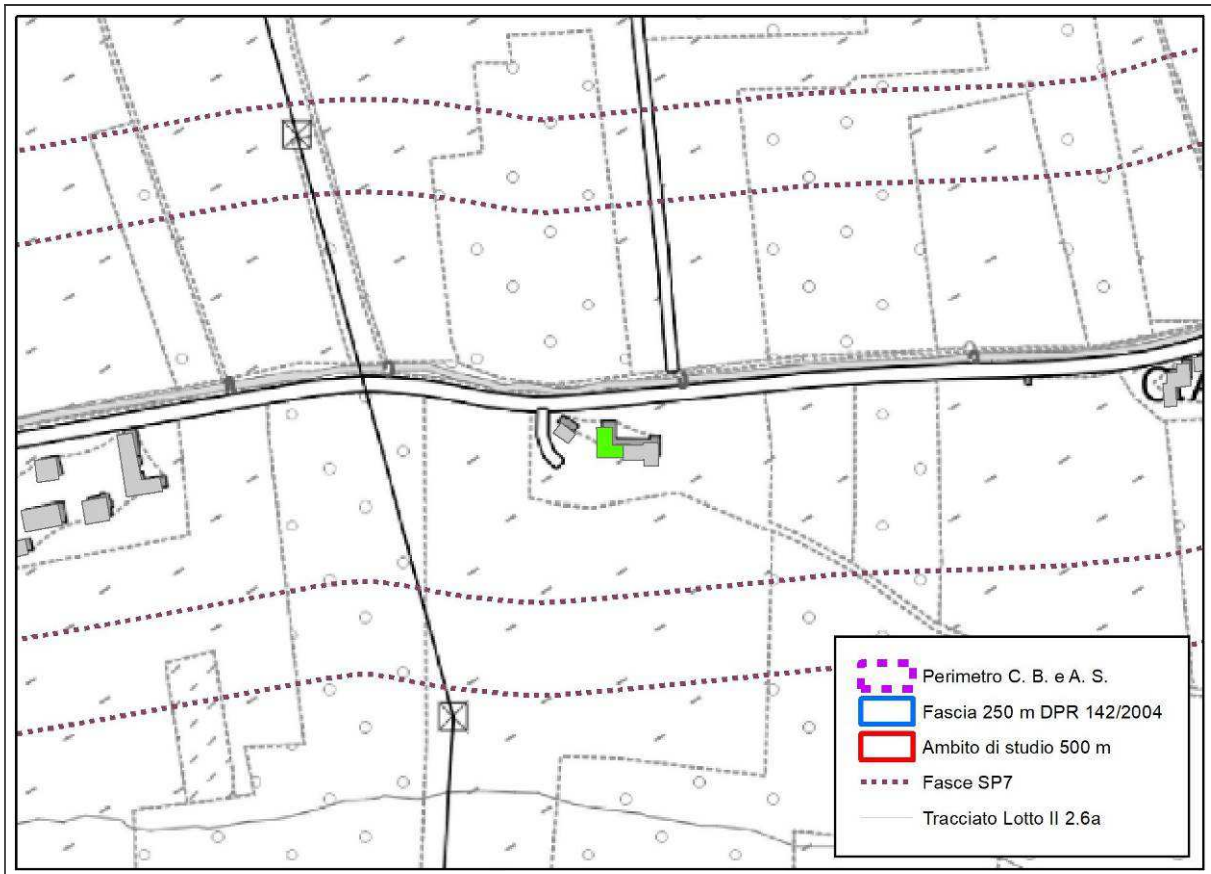 Perimetro C. B. e A. S.
Fascia 250 m DPR 142/2004
Ambito di studio 500 m
Fasce SP7
Tracciato Lotto II 2.6a